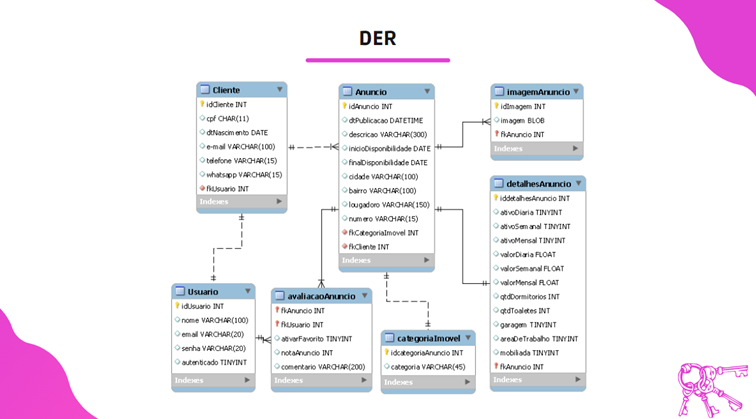 DER
Cliente
idCliente INT
cpf CHAR(11)
dtNascimento DATE
e-mail VARCHAR(100)
telefone VARCHAR(15)
whatsapp VARCHAR(15)
fkUsuario INT
Indexes
Anuncio
idAnuncio INT
dtPublicacao DATETIME
descricao VARCHAR(300)
inicioDisponibilidade DATE
finalDisponibilidade DATE
cidade VARCHAR(100)
bairro VARCHAR(100)
lougadoro VARCHAR(150)
numero VARCHAR(15)
fkCategoriaImovel INT
fkCliente INT
Indexes
imagemAnuncio
idImagem INT
imagem BLOB
fkAnuncio INT
Indexes
detalhesAnuncio
iddetalhesAnuncio INT
ativoDiaria TINYINT
ativoSemanal TINYINT
ativoMensal TINYINT
valorDiaria FLOAT
valorSemanal FLOAT
valorMensal FLOAT
qtdDormitorios INT
qtdToaletes INT
garagem TINYINT
areaDeTrabalho TINYINT
mobiliada TINYINT
fkAnuncio INT
Indexes
Usuario
idUsuario INT
nome VARCHAR(100)
email VARCHAR(20)
senha VARCHAR(20)
autenticado TINYINT
Indexes
avaliacaoAnuncio
fkAnuncio INT
fkUsuario INT
ativarFavorito TINYINT
notaAnuncio INT
comentario VARCHAR(200)
Indexes
categoriaImovel
idcategoriaAnuncio INT
categoria VARCHAR(45)
Indexes